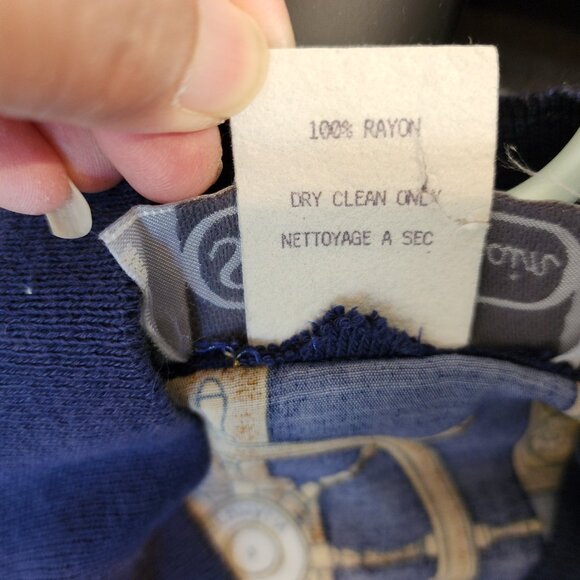 100% RAYON
DRY CLEAN ONLY
NETTOYAGE A SEC